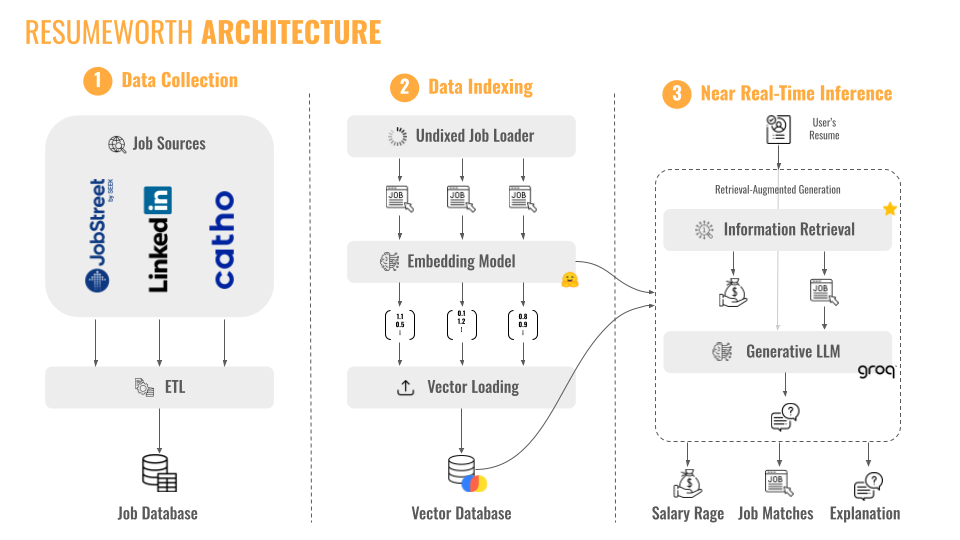 RESUMEWORTH ARCHITECTURE
1 Data Collection
Job Sources
JobStreet
by SEEK
Linked in
catho
ETL
Job Database
2 Data Indexing
Undixed Job Loader
JOB JOB JOB
Embedding Model
1.1 0.1 0.8
0.5 1.2 0.9
Vector Loading
Vector Database
3 Near Real-Time Inference
User's
Resume
Retrieval-Augmented Generation
Information Retrieval
$ JOB
Generative LLM
groq
?
$ JOB ?
Salary Rage Job Matches Explanation